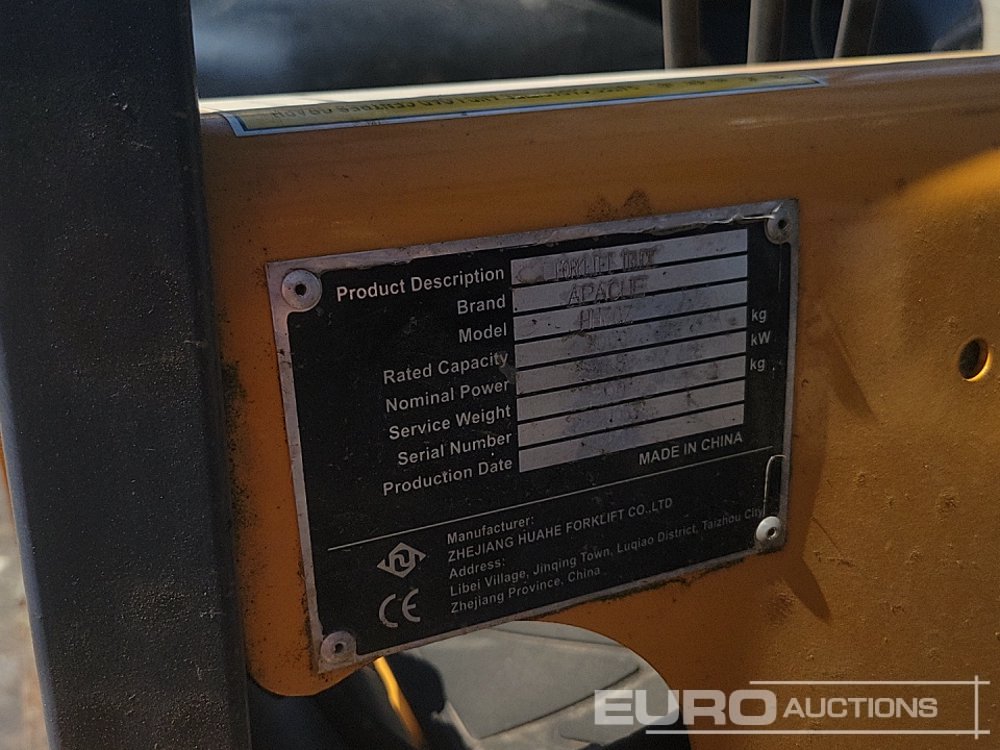 Product Description FORKLIFT TRUCK
Brand APACHE
Model
Rated Capacity kg
Nominal Power kW
Service Weight kg
Serial Number
Production Date
MADE IN CHINA
Manufacturer:
ZHEJIANG HUAHE FORKLIFT CO.,LTD
Address:
Libei Village, Jinqing Town, Luqiao District, Taizhou City
Zhejiang Province, China
CE
EURO AUCTIONS